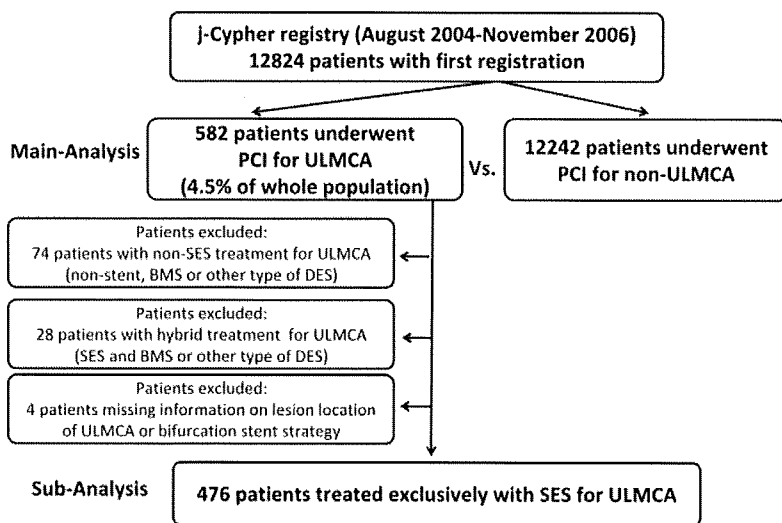 j-Cypher registry (August 2004-November 2006)
12824 patients with first registration
Main-Analysis
582 patients underwent
PCI for ULMCA
(4.5% of whole population)
Vs.
12242 patients underwent
PCI for non-ULMCA
Patients excluded:
74 patients with non-SES treatment for ULMCA
(non-stent, BMS or other type of DES)
Patients excluded:
28 patients with hybrid treatment for ULMCA
(SES and BMS or other type of DES)
Patients excluded:
4 patients missing information on lesion location
of ULMCA or bifurcation stent strategy
Sub-Analysis
476 patients treated exclusively with SES for ULMCA